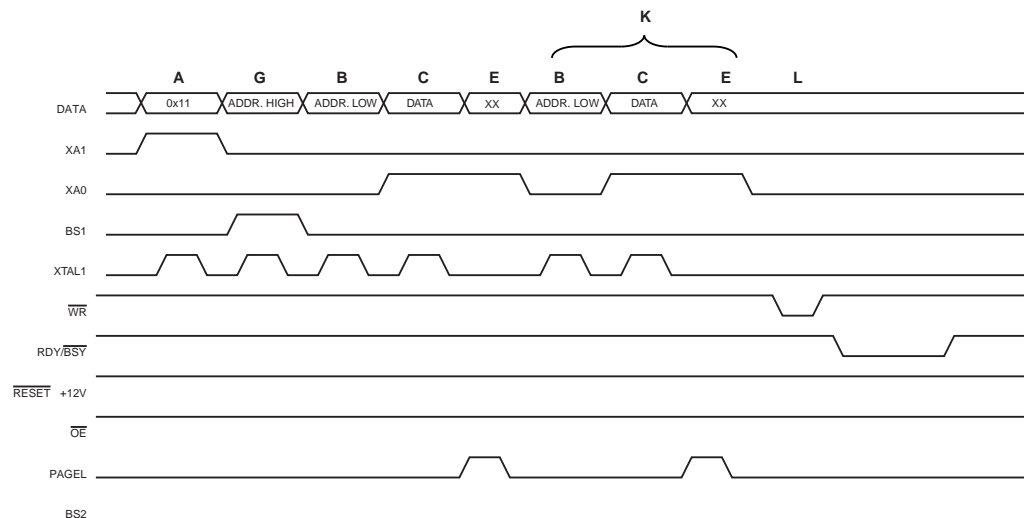 K
A G B C E B C E L
DATA 0x11 ADDR. HIGH ADDR. LOW DATA XX ADDR. LOW DATA XX
XA1
XA0
BS1
XTAL1
WR
RDY/BSY
RESET +12V
OE
PAGEL
BS2